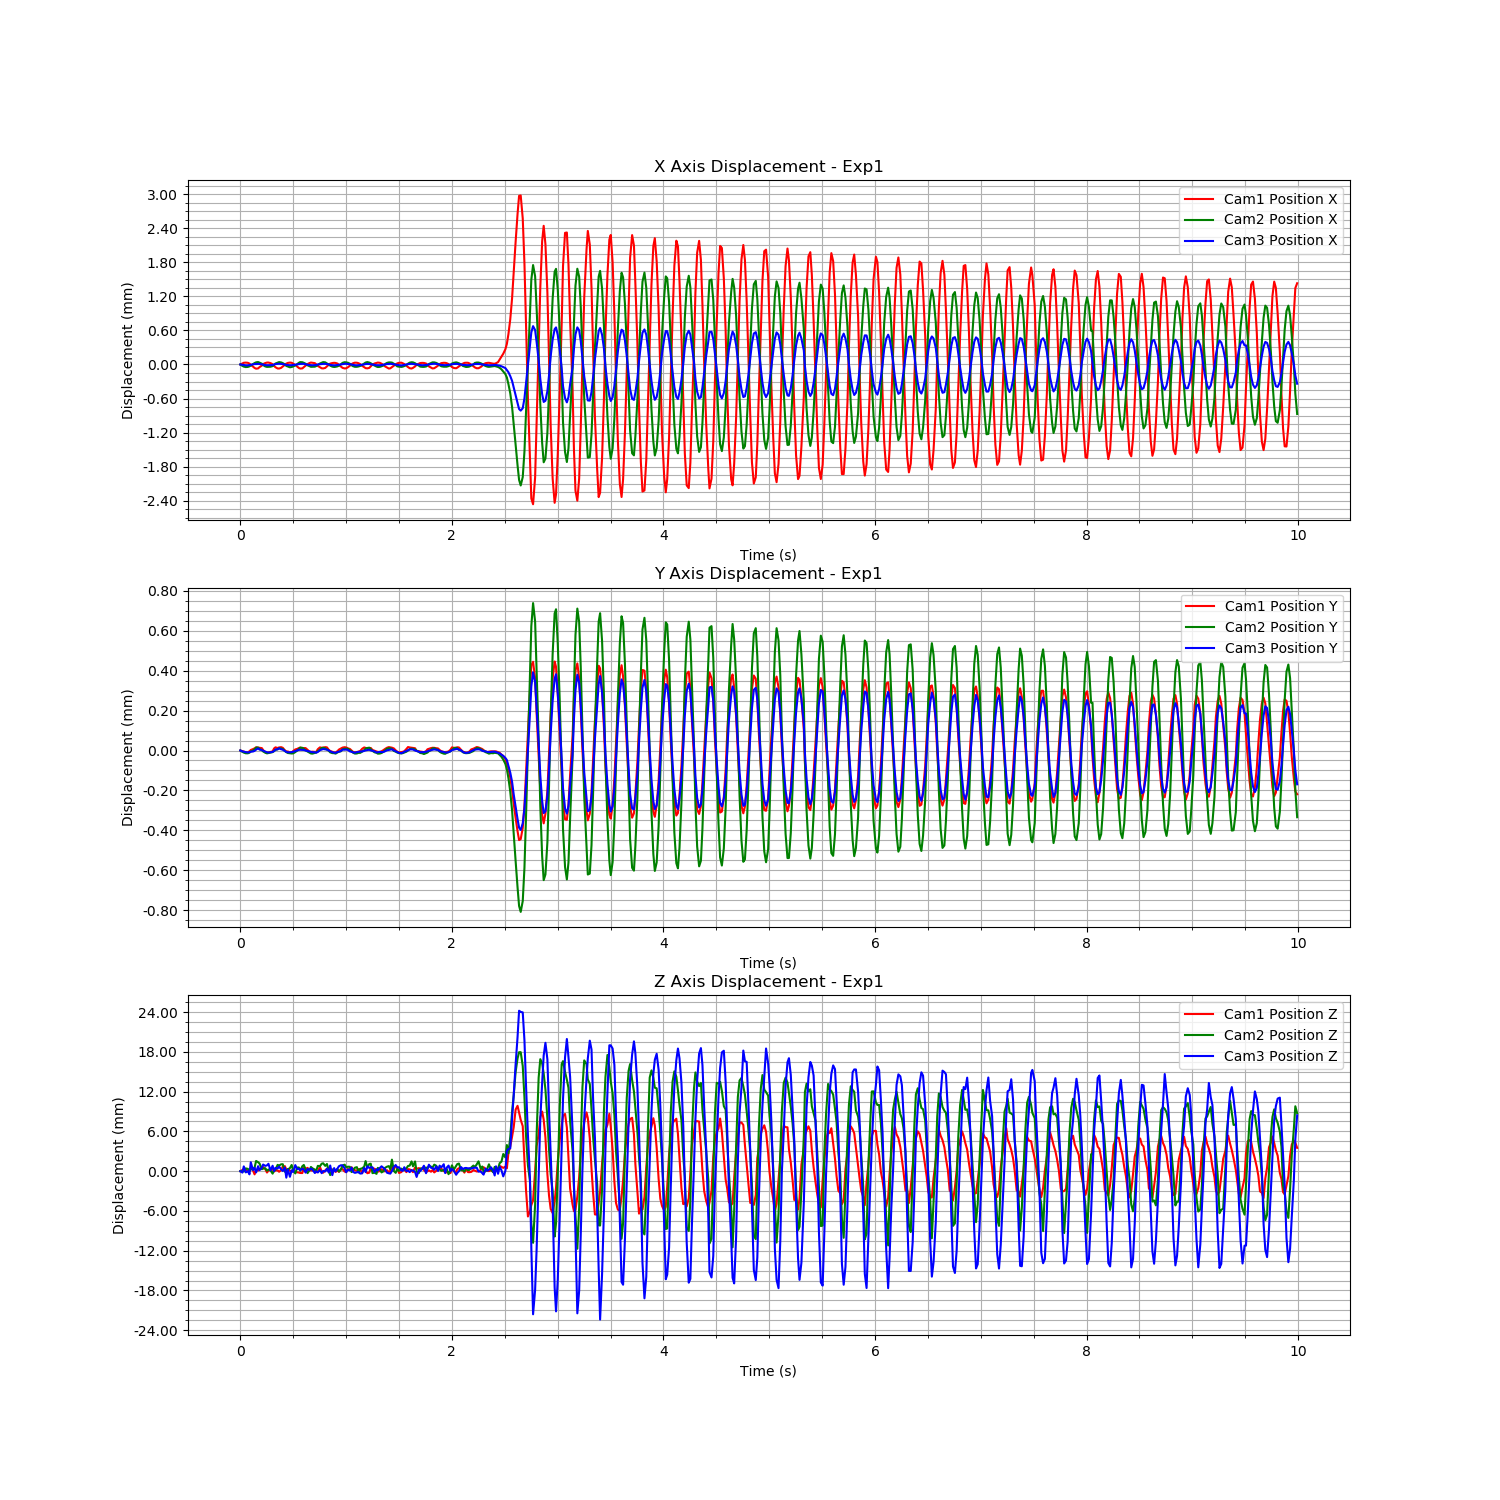 X Axis Displacement - Exp1
3.00
2.40
1.80
1.20
0.60
0.00
-0.60
-1.20
-1.80
-2.40
Displacement (mm)
Cam1 Position X
Cam2 Position X
Cam3 Position X
0 2 4 6 8 10
Time (s)
Y Axis Displacement - Exp1
0.80
0.60
0.40
0.20
0.00
-0.20
-0.40
-0.60
-0.80
Displacement (mm)
Cam1 Position Y
Cam2 Position Y
Cam3 Position Y
0 2 4 6 8 10
Time (s)
Z Axis Displacement - Exp1
24.00
18.00
12.00
6.00
0.00
-6.00
-12.00
-18.00
-24.00
Displacement (mm)
Cam1 Position Z
Cam2 Position Z
Cam3 Position Z
0 2 4 6 8 10
Time (s)